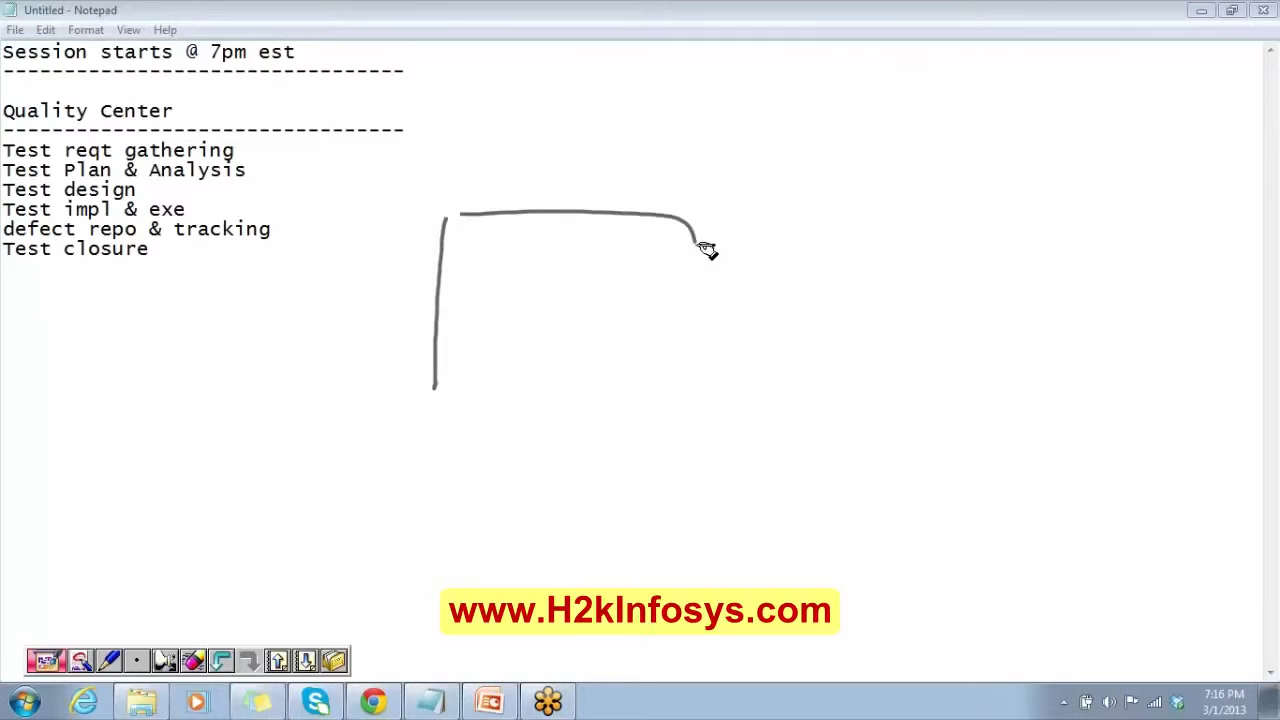 Untitled - Notepad
File Edit Format View Help
Session starts @ 7pm est
---------------------------------
Quality Center
---------------------------------
Test reqt gathering
Test Plan & Analysis
Test design
Test impl & exe
defect repo & tracking
Test closure
www.H2kInfosys.com
7:16 PM
3/1/2013